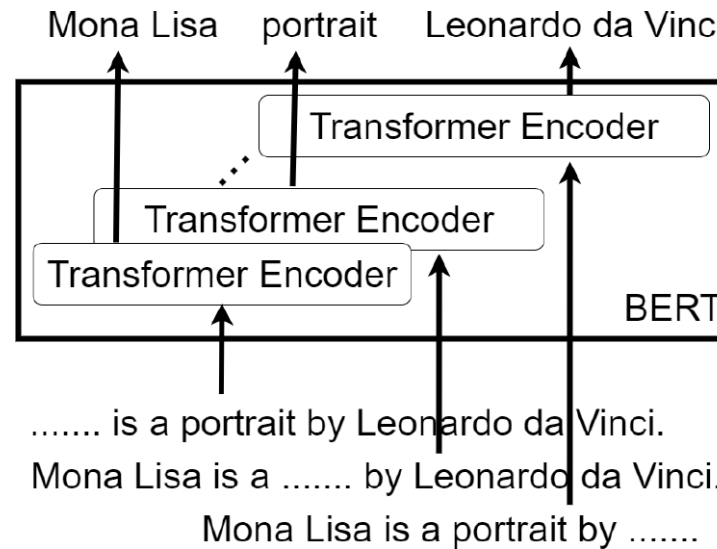 Mona Lisa portrait Leonardo da Vinc
Transformer Encoder
Transformer Encoder
Transformer Encoder
BERT
....... is a portrait by Leonardo da Vinci.
Mona Lisa is a ....... by Leonardo da Vinci.
Mona Lisa is a portrait by .......